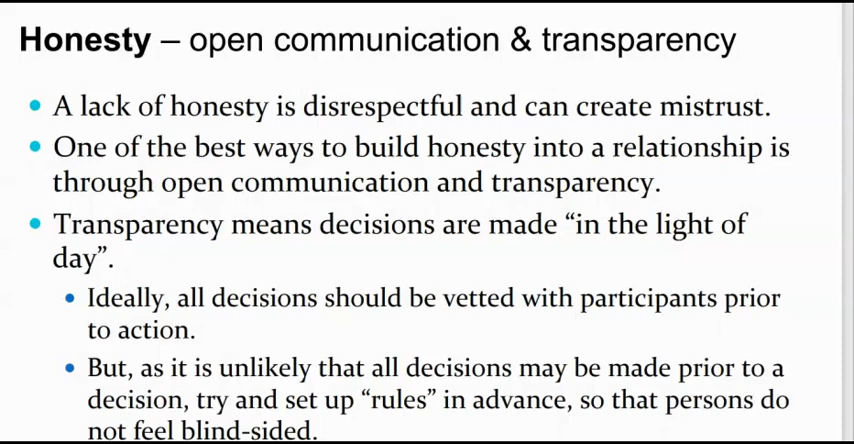 Honesty – open communication & transparency
• A lack of honesty is disrespectful and can create mistrust.
• One of the best ways to build honesty into a relationship is
through open communication and transparency.
• Transparency means decisions are made “in the light of
day”.
• Ideally, all decisions should be vetted with participants prior
to action.
• But, as it is unlikely that all decisions may be made prior to a
decision, try and set up “rules” in advance, so that persons do
not feel blind-sided.